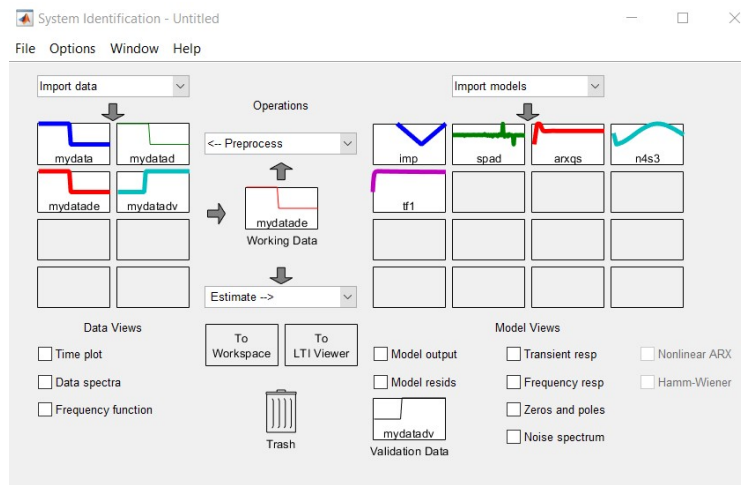 System Identification - Untitled
File Options Window Help
Import data
Import models
Operations
<-- Preprocess
mydata
mydatad
mydatade
mydatadv
imp
spad
arxqs
n4s3
tf1
mydatade
Working Data
Estimate -->
Data Views
Time plot
Data spectra
Frequency function
To
Workspace
To
LTI Viewer
Trash
Model Views
Model output
Transient resp
Nonlinear ARX
Model resids
Frequency resp
Hamm-Wiener
Zeros and poles
Noise spectrum
mydatadv
Validation Data